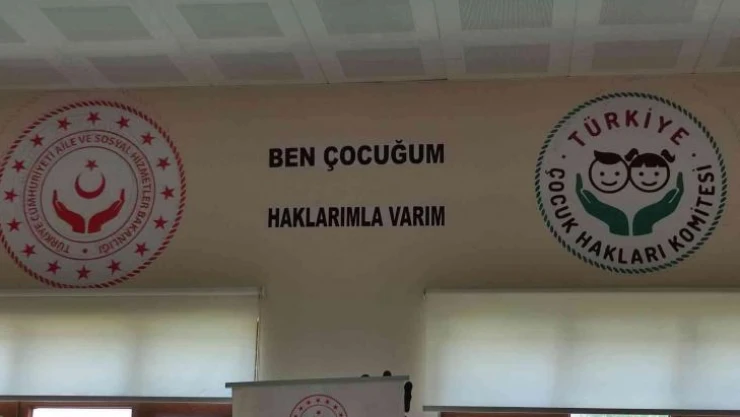 TÜRKİYE CUMHURİYETİ AİLE VE SOSYAL HİZMETLER BAKANLIĞI
BEN ÇOCUĞUM
HAKLARIMLA VARIM
TÜRKİYE
ÇOCUK HAKLARI KOMİTESİ